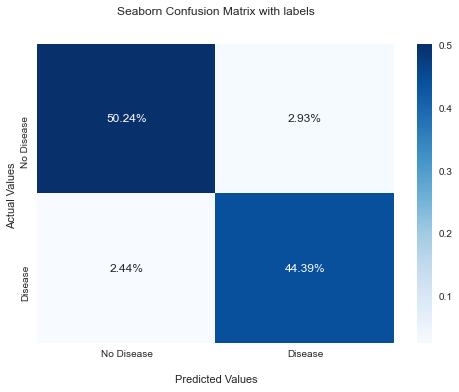 Seaborn Confusion Matrix with labels
Actual Values
No Disease
Disease
50.24%
2.93%
2.44%
44.39%
No Disease
Disease
Predicted Values
0.5
0.4
0.3
0.2
0.1